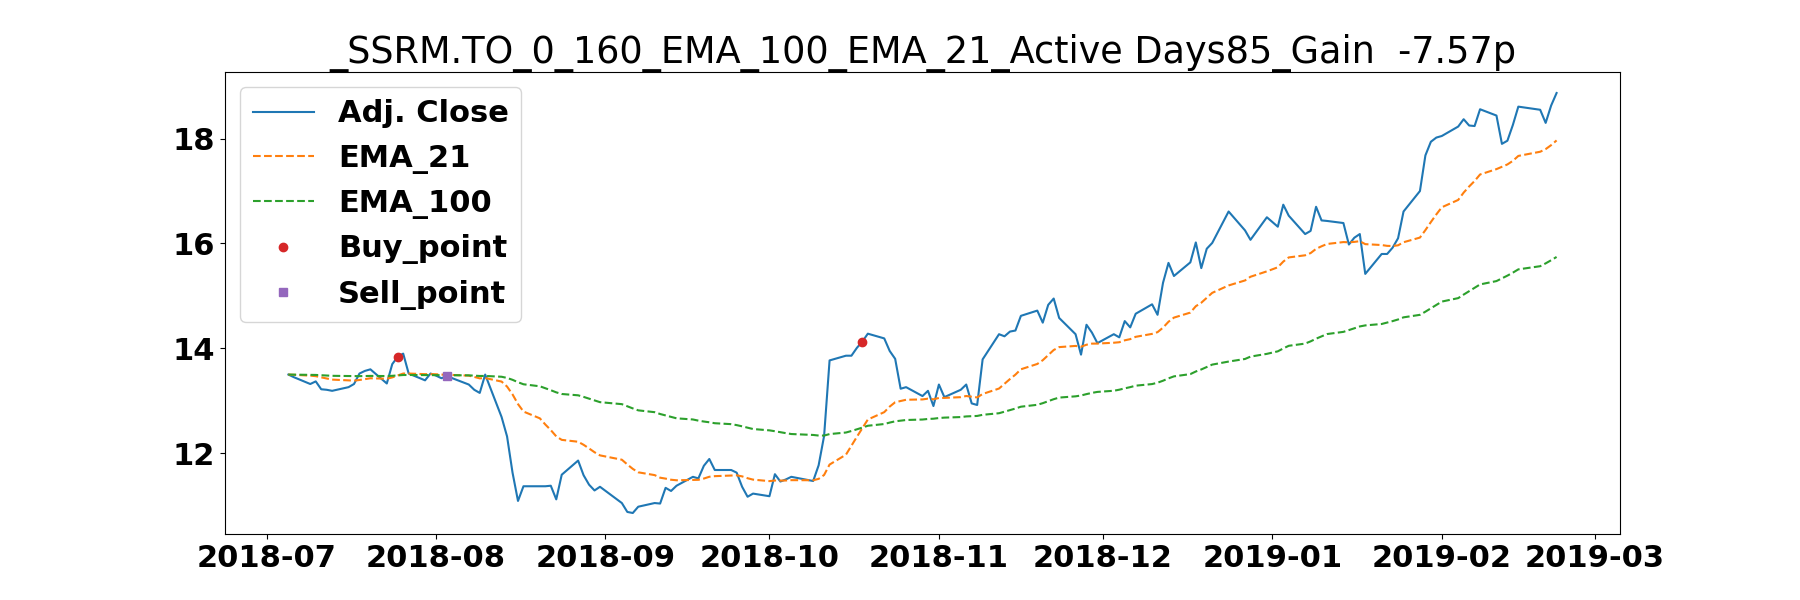 _SSRM.TO_0_160_EMA_100_EMA_21_Active Days85_Gain  -7.57p
Adj. Close
EMA_21
EMA_100
Buy_point
Sell_point
18
16
14
12
2018-07 2018-08 2018-09 2018-10 2018-11 2018-12 2019-01 2019-02 2019-03